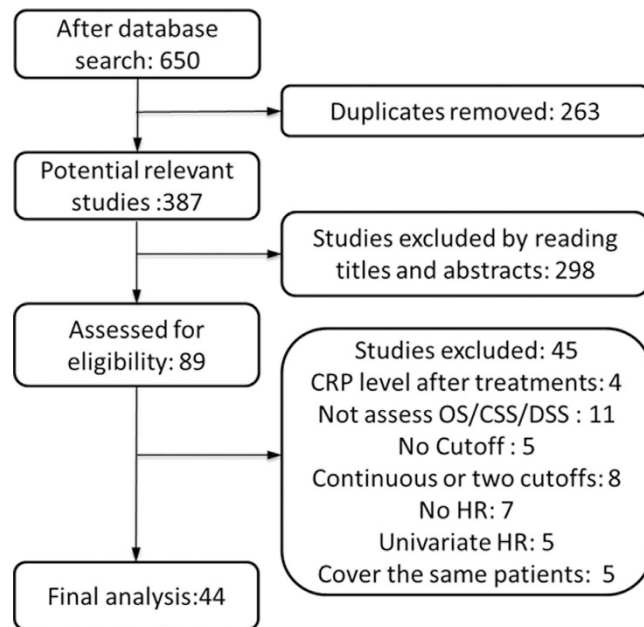 After database
search: 650
Duplicates removed: 263
Potential relevant
studies :387
Studies excluded by reading
titles and abstracts: 298
Assessed for
eligibility: 89
Studies excluded: 45
CRP level after treatments: 4
Not assess OS/CSS/DSS : 11
No Cutoff : 5
Continuous or two cutoffs: 8
No HR: 7
Univariate HR: 5
Cover the same patients: 5
Final analysis:44